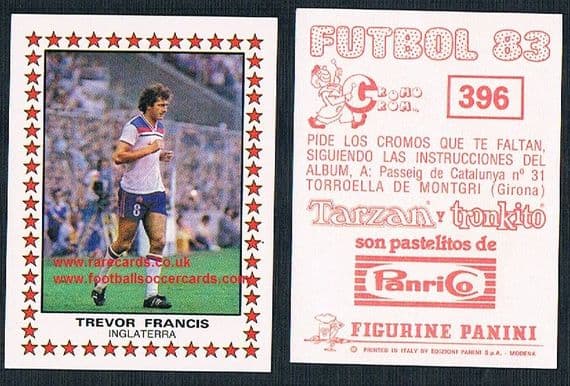 8
www.rarecards.co.uk
www.footballsoccercards.com
TREVOR FRANCIS
INGLATERRA
FUTBOL 83
CROMO
CROM
396
PIDE LOS CROMOS QUE TE FALTAN,
SIGUIENDO LAS INSTRUCCIONES DEL
ALBUM, A: Passeig de Catalunya nº 31
TORROELLA DE MONTGRI (Girona)
Tarzan Y tronkito
son pastelitos de
PanriCo
FIGURINE PANINI
© PRINTED IN ITALY BY EDIZIONI PANINI S.p.A. - MODENA